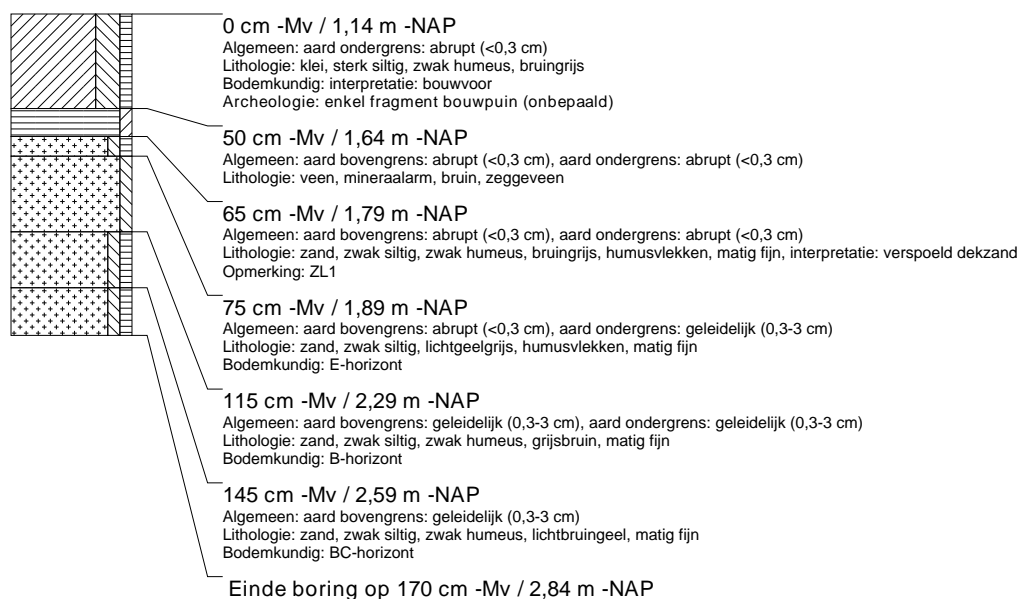 0 cm -Mv / 1,14 m -NAP
Algemeen: aard ondergrens: abrupt (<0,3 cm)
Lithologie: klei, sterk siltig, zwak humeus, bruingrijs
Bodemkundig: interpretatie: bouwvoor
Archeologie: enkel fragment bouwpuin (onbepaald)
50 cm -Mv / 1,64 m -NAP
Algemeen: aard bovengrens: abrupt (<0,3 cm), aard ondergrens: abrupt (<0,3 cm)
Lithologie: veen, mineraalarm, bruin, zeggeveen
65 cm -Mv / 1,79 m -NAP
Algemeen: aard bovengrens: abrupt (<0,3 cm), aard ondergrens: abrupt (<0,3 cm)
Lithologie: zand, zwak siltig, zwak humeus, bruingrijs, humusvlekken, matig fijn, interpretatie: verspoeld dekzand
Opmerking: ZL1
75 cm -Mv / 1,89 m -NAP
Algemeen: aard bovengrens: abrupt (<0,3 cm), aard ondergrens: geleidelijk (0,3-3 cm)
Lithologie: zand, zwak siltig, lichtgeelgrijs, humusvlekken, matig fijn
Bodemkundig: E-horizont
115 cm -Mv / 2,29 m -NAP
Algemeen: aard bovengrens: geleidelijk (0,3-3 cm), aard ondergrens: geleidelijk (0,3-3 cm)
Lithologie: zand, zwak siltig, zwak humeus, grijsbruin, matig fijn
Bodemkundig: B-horizont
145 cm -Mv / 2,59 m -NAP
Algemeen: aard bovengrens: geleidelijk (0,3-3 cm)
Lithologie: zand, zwak siltig, zwak humeus, lichtbruingeel, matig fijn
Bodemkundig: BC-horizont
Einde boring op 170 cm -Mv / 2,84 m -NAP